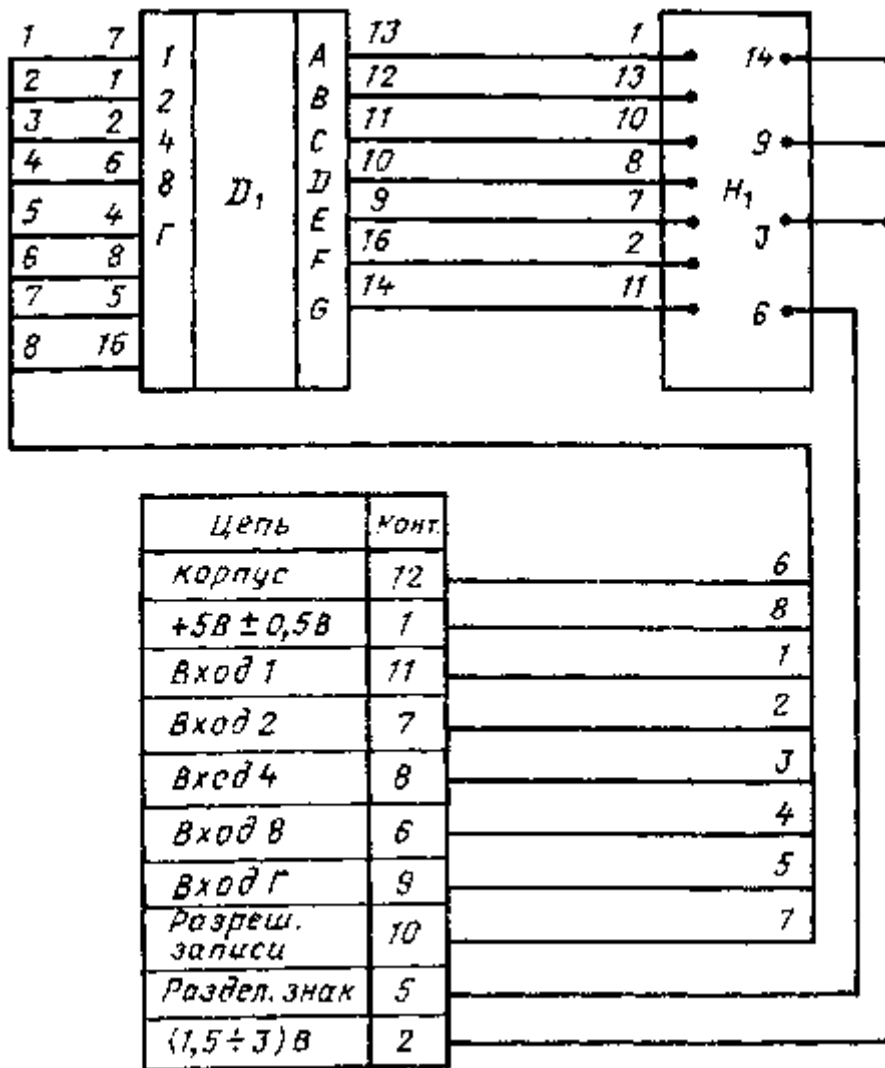 1 7 1 A 13 1 14
2 1 2 B 12 13
3 2 4 C 11 10 9
4 6 8 D₁ D 10 8 H₁
5 4 Г E 9 7 3
6 8 F 16 2
7 5 G 14 11 6
8 16
Цепь Конт.
Корпус 12 6
+5В ± 0,5В 1 8
Вход 1 11 1
Вход 2 7 2
Вход 4 8 3
Вход 8 6 4
Вход Г 9 5
Разреш.
записи 10 7
Раздел. знак 5
(1,5÷3) В 2